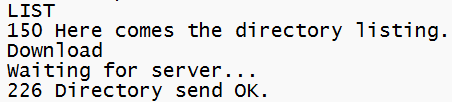 LIST
150 Here comes the directory listing.
Download
Waiting for server...
226 Directory send OK.